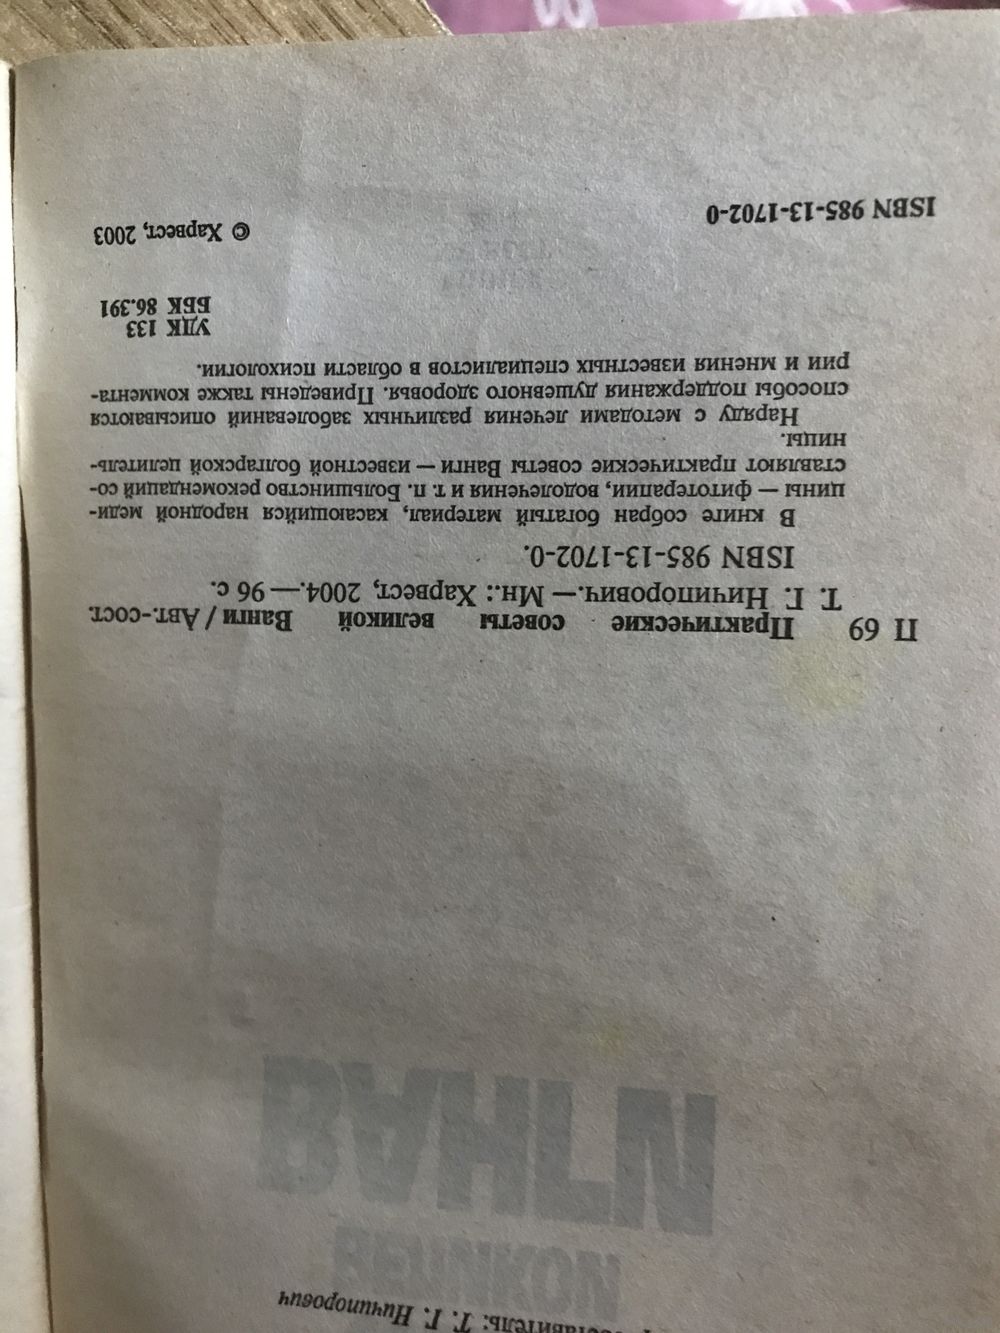 Т. Г. Ничипорович
П 69 Практические советы великой Ванги / Авт.-сост.
Т. Г. Ничипорович.— Мн.: Харвест, 2004.— 96 с.
ISBN 985-13-1702-0.
В книге собран богатый материал, касающийся народной меди-
цины — фитотерапии, водолечения и т. п. Большинство рекомендаций со-
ставляют практические советы Ванги — известной болгарской целитель-
ницы.
Наряду с методами лечения различных заболеваний описываются
способы поддержания душевного здоровья. Приведены также коммента-
рии и мнения известных специалистов в области психологии.
УДК 133
ББК 86.391
ISBN 985-13-1702-0
© Харвест, 2003